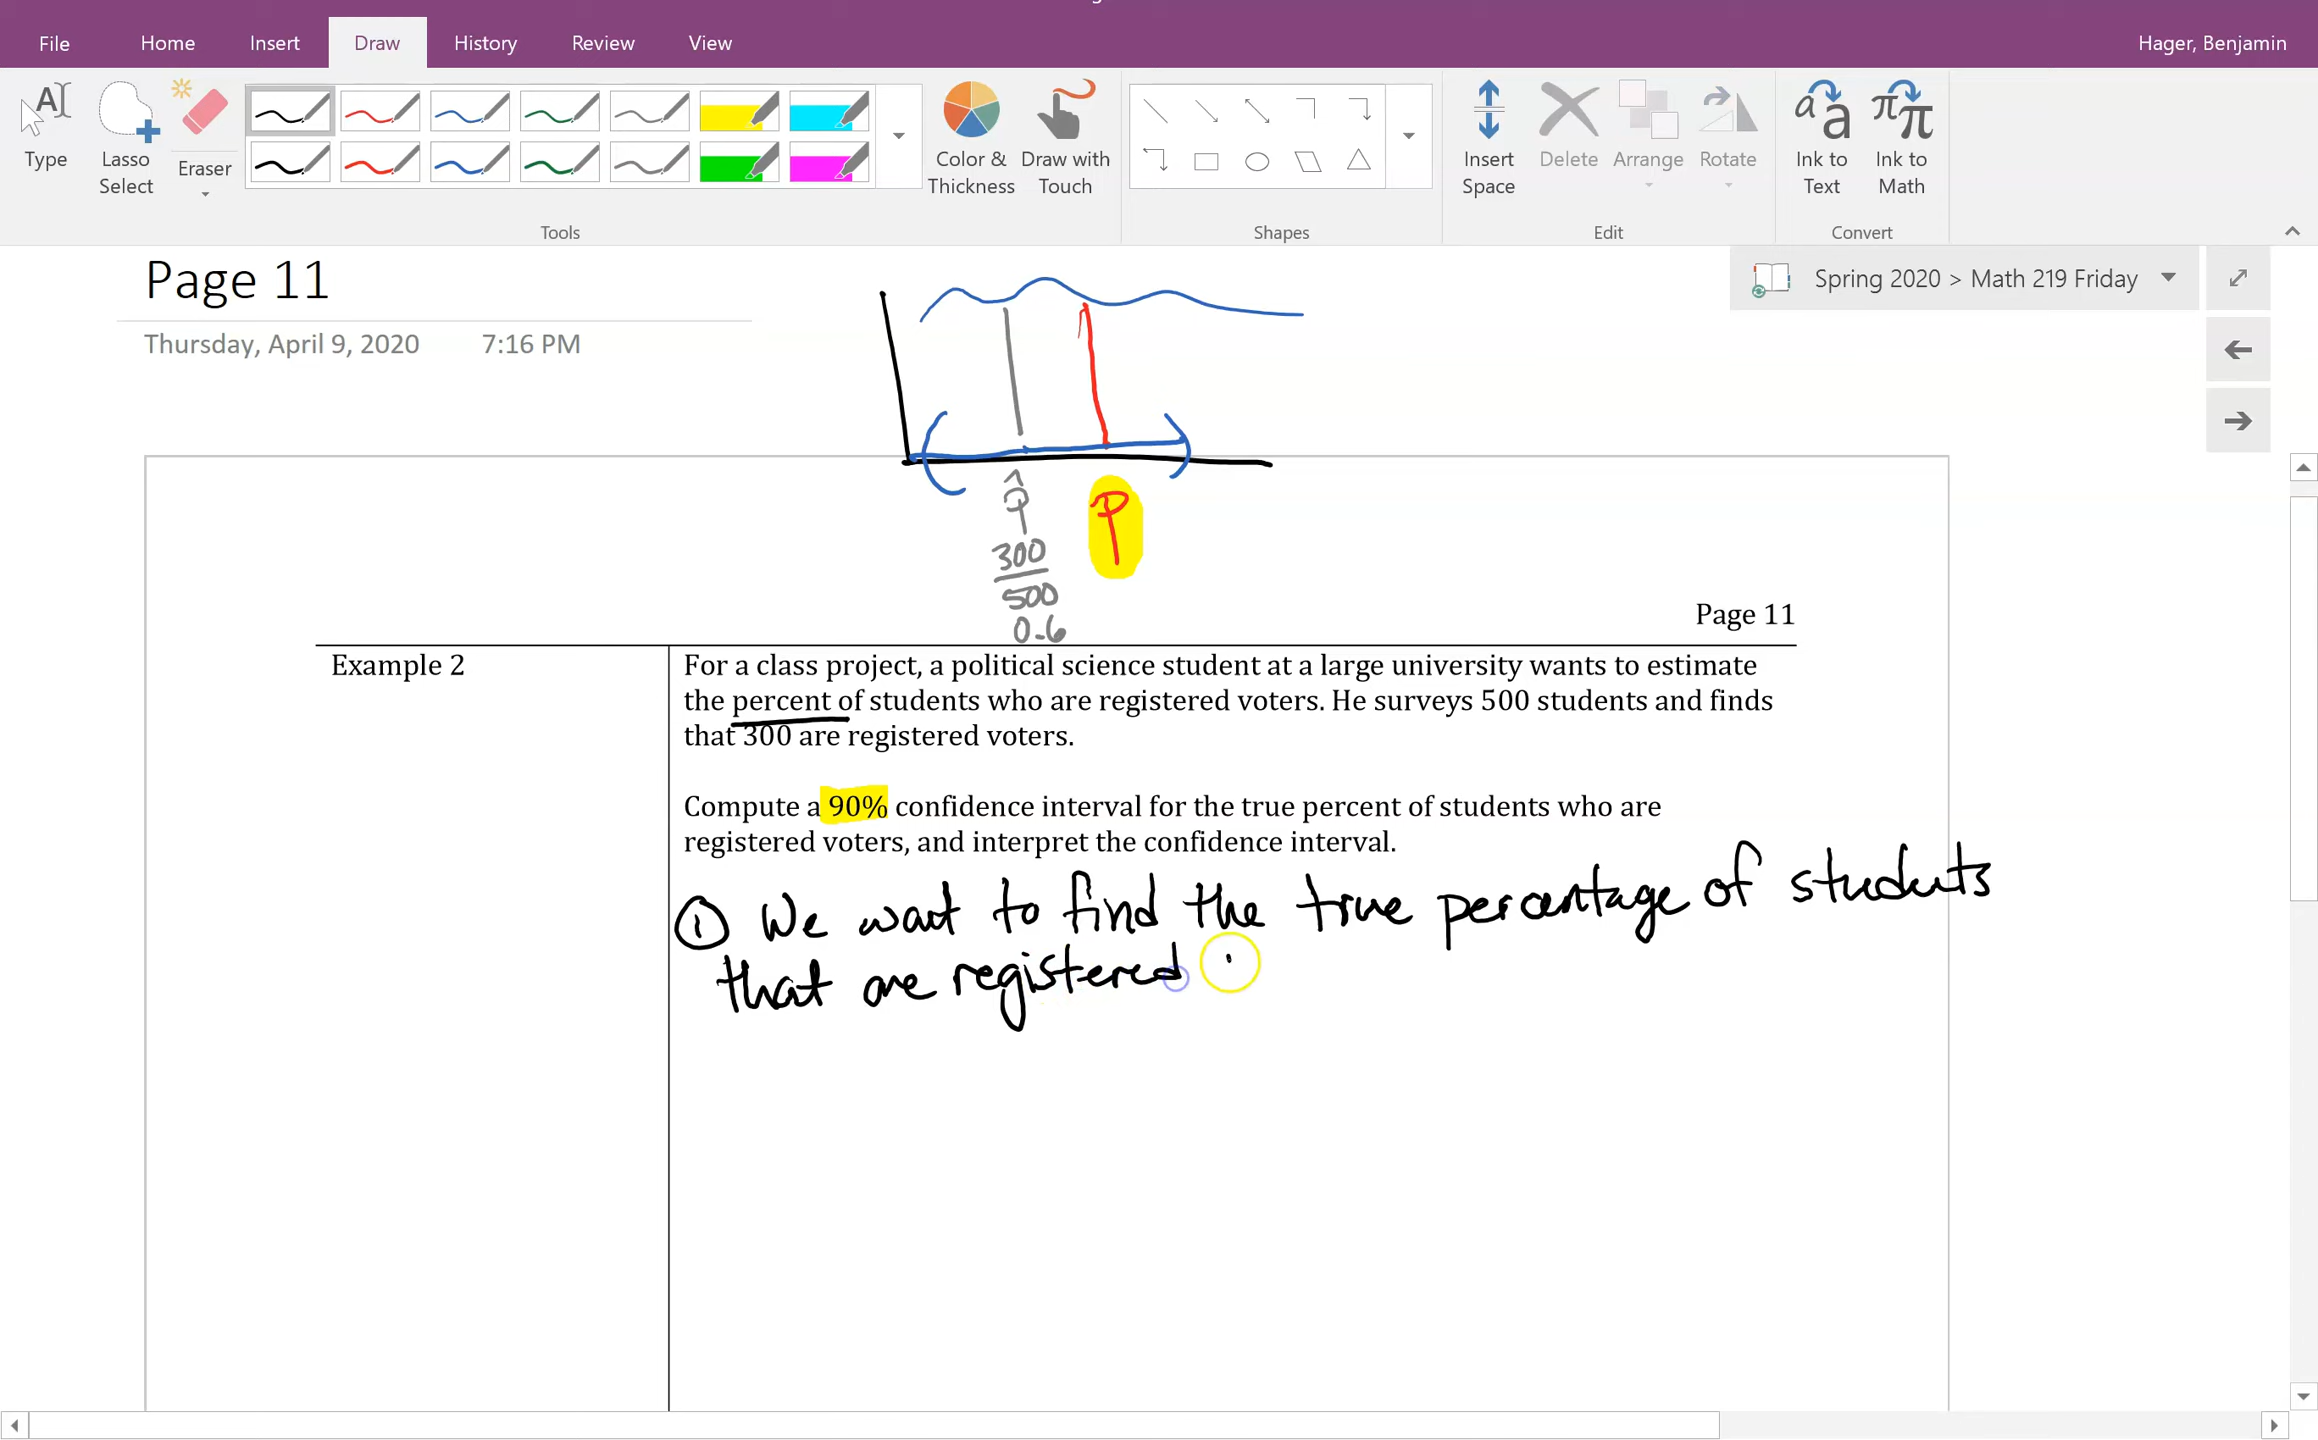 File Home Insert Draw History Review View Hager, Benjamin
Type
Lasso Select
Eraser
Color & Thickness
Draw with Touch
Insert Space
Delete
Arrange
Rotate
Ink to Text
Ink to Math
Tools Shapes Edit Convert
Page 11
Spring 2020 > Math 219 Friday
Thursday, April 9, 2020 7:16 PM
p̂ P
300
500
0.6
Page 11
Example 2
For a class project, a political science student at a large university wants to estimate
the percent of students who are registered voters. He surveys 500 students and finds
that 300 are registered voters.
Compute a 90% confidence interval for the true percent of students who are
registered voters, and interpret the confidence interval.
① We want to find the true percentage of students
that are registered